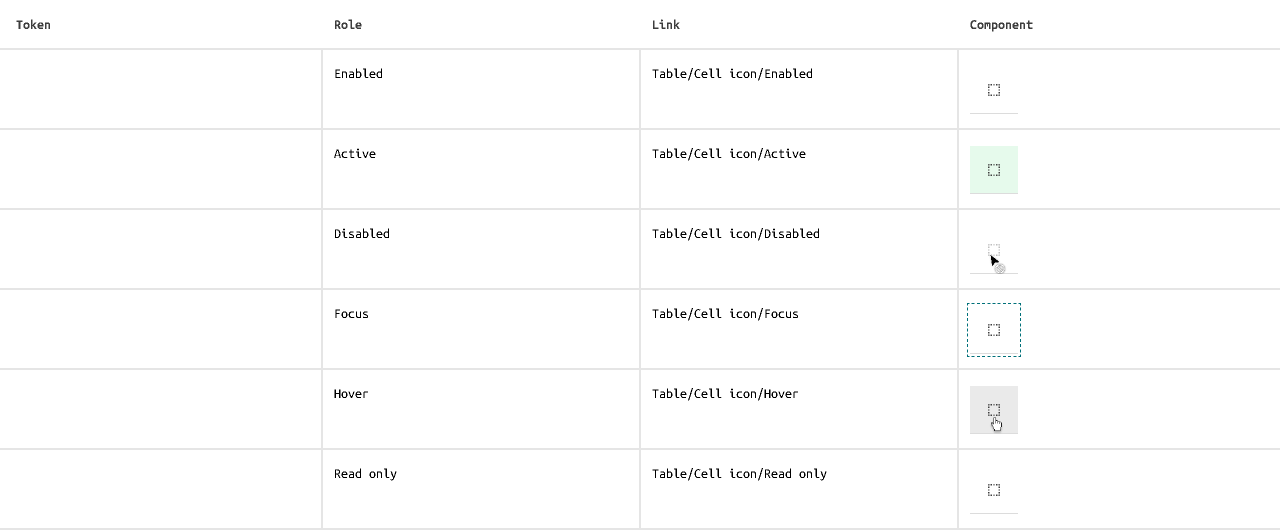 Token Role Link Component
Enabled Table/Cell icon/Enabled
Active Table/Cell icon/Active
Disabled Table/Cell icon/Disabled
Focus Table/Cell icon/Focus
Hover Table/Cell icon/Hover
Read only Table/Cell icon/Read only